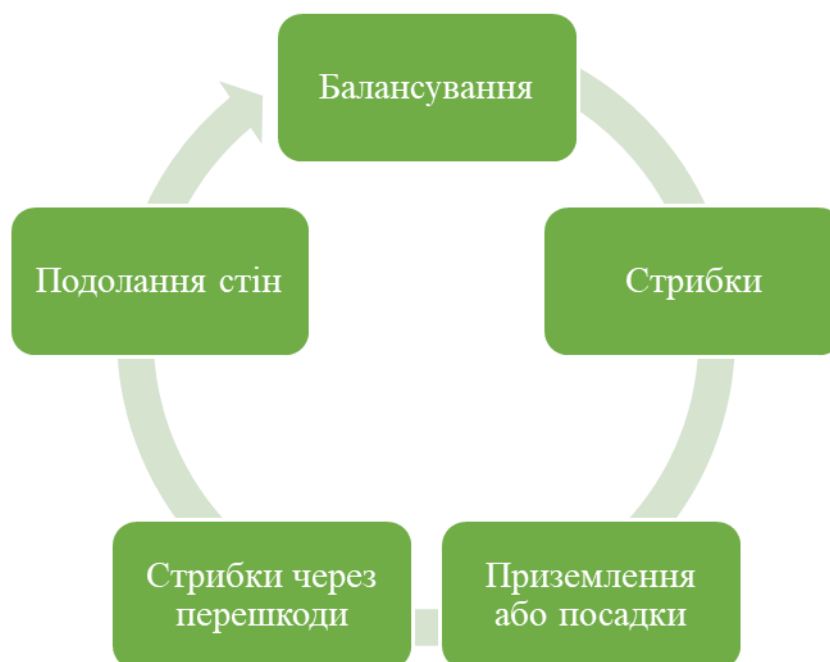 Балансування
Стрибки
Приземлення
або посадки
Стрибки через
перешкоди
Подолання стін